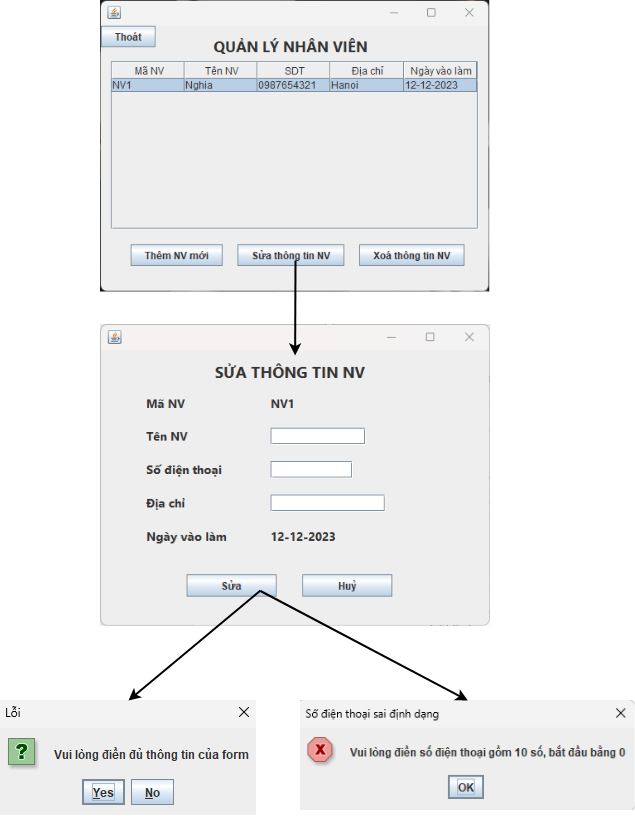 Thoát
QUẢN LÝ NHÂN VIÊN
Mã NV Tên NV SDT Địa chỉ Ngày vào làm
NV1 Nghia 0987654321 Hanoi 12-12-2023
Thêm NV mới Sửa thông tin NV Xoá thông tin NV
SỬA THÔNG TIN NV
Mã NV NV1
Tên NV
Số điện thoại
Địa chỉ
Ngày vào làm 12-12-2023
Sửa Huỷ
Lỗi
Vui lòng điền đủ thông tin của form
Yes No
Số điện thoại sai định dạng
Vui lòng điền số điện thoại gồm 10 số, bắt đầu bằng 0
OK